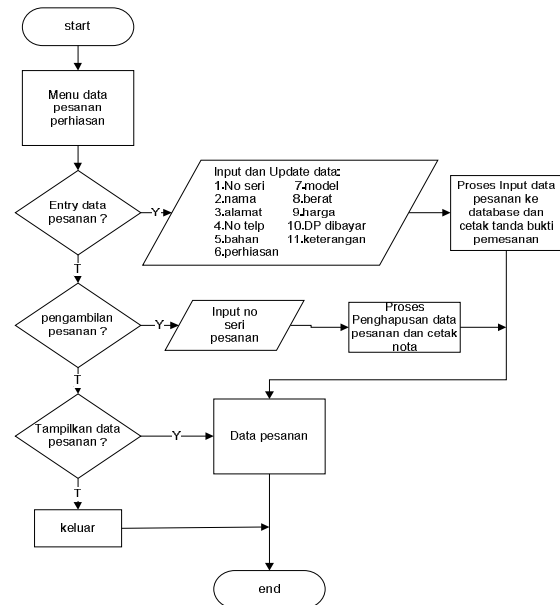 start
Menu data
pesanan
perhiasan
Entry data
pesanan ?
Y
Input dan Update data:
1.No seri 7.model
2.nama 8.berat
3.alamat 9.harga
4.No telp 10.DP dibayar
5.bahan 11.keterangan
6.perhiasan
Proses Input data
pesanan ke
database dan
cetak tanda bukti
pemesanan
T
pengambilan
pesanan ?
Y
Input no
seri
pesanan
Proses
Penghapusan data
pesanan dan cetak
nota
T
Tampilkan data
pesanan ?
Y
Data pesanan
T
keluar
end